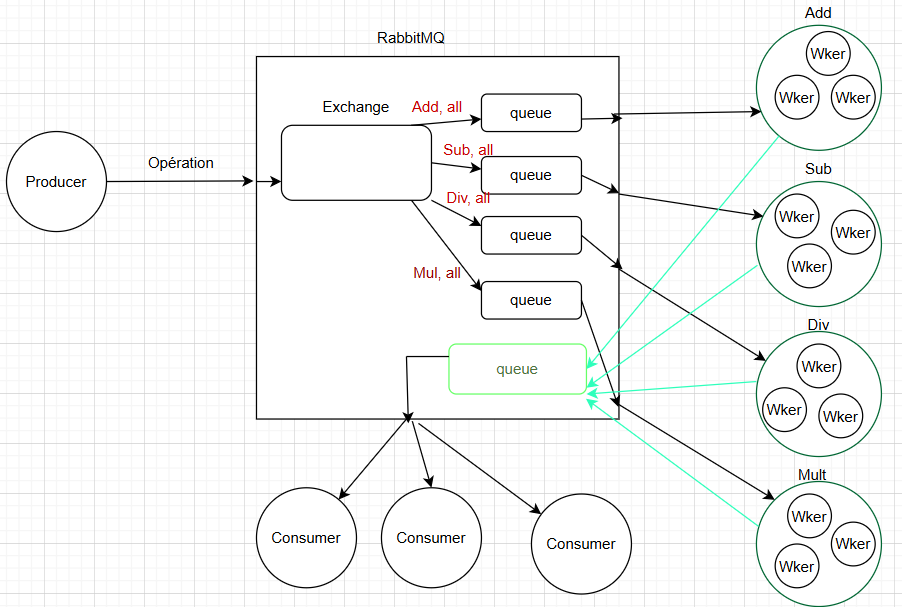 Add
Wker
Wker
Wker
RabbitMQ
Exchange
Add, all
queue
Producer
Opération
Sub, all
queue
Sub
Wker
Wker
Wker
Div, all
queue
Mul, all
queue
Div
Wker
Wker
Wker
queue
Mult
Wker
Wker
Wker
Consumer
Consumer
Consumer